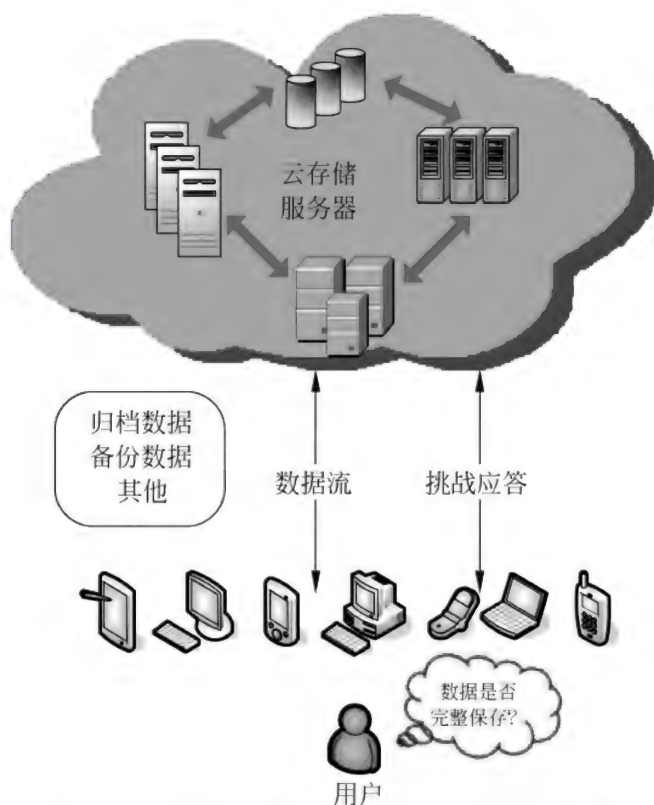 云存储
服务器
归档数据
备份数据
其他
数据流
挑战应答
数据是否
完整保存?
用户